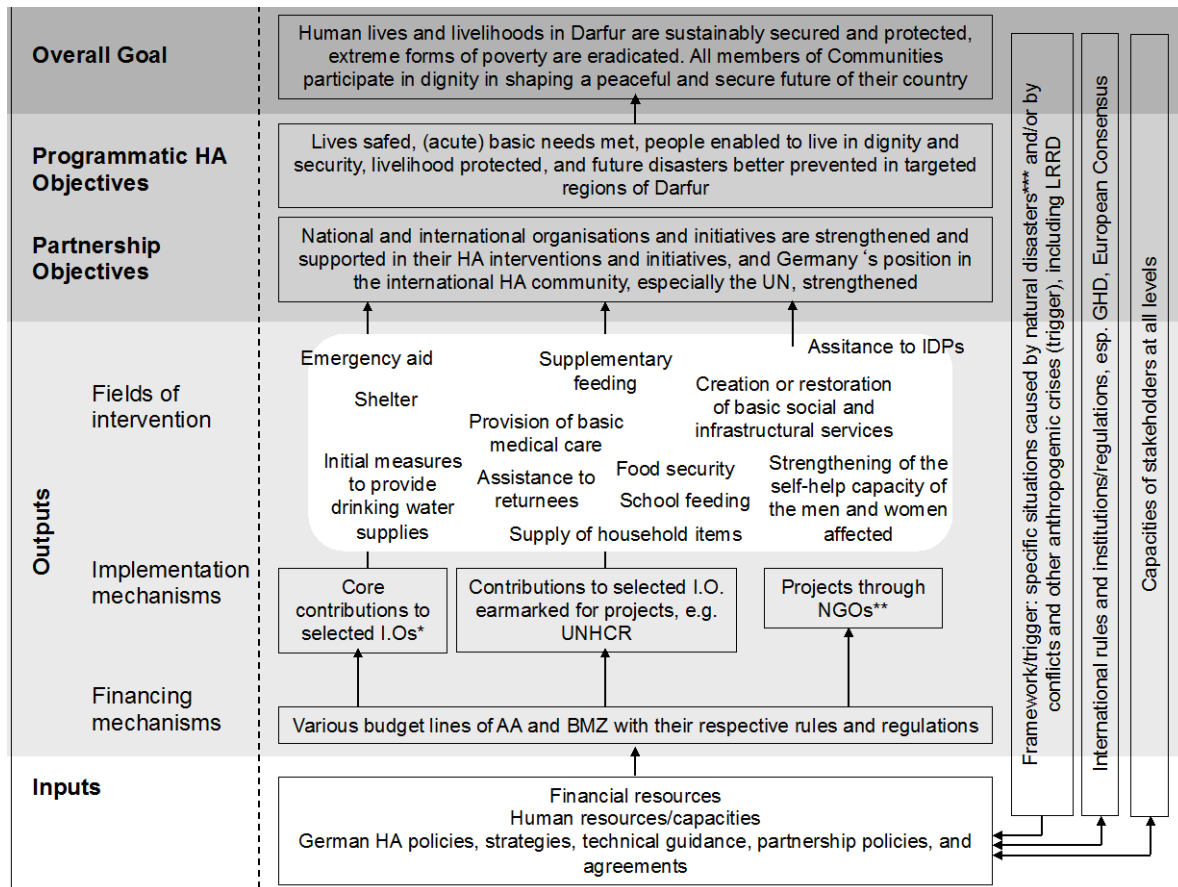 Overall Goal
Human lives and livelihoods in Darfur are sustainably secured and protected,
extreme forms of poverty are eradicated. All members of Communities
participate in dignity in shaping a peaceful and secure future of their country
Programmatic HA
Objectives
Lives safed, (acute) basic needs met, people enabled to live in dignity and
security, livelihood protected, and future disasters better prevented in targeted
regions of Darfur
Partnership
Objectives
National and international organisations and initiatives are strengthened and
supported in their HA interventions and initiatives, and Germany ‘s position in
the international HA community, especially the UN, strengthened
Outputs
Fields of
intervention
Emergency aid
Supplementary
feeding
Assitance to IDPs
Shelter
Creation or restoration
of basic social and
infrastructural services
Provision of basic
medical care
Initial measures
to provide
drinking water
supplies
Assistance to
returnees
Food security
School feeding
Strengthening of the
self-help capacity of
the men and women
affected
Supply of household items
Implementation
mechanisms
Core
contributions to
selected I.Os*
Contributions to selected I.O.
earmarked for projects, e.g.
UNHCR
Projects through
NGOs**
Financing
mechanisms
Various budget lines of AA and BMZ with their respective rules and regulations
Inputs
Financial resources
Human resources/capacities
German HA policies, strategies, technical guidance, partnership policies, and
agreements
Framework/trigger: specific situations caused by natural disasters*** and/or by
conflicts and other anthropogemic crises (trigger), including LRRD
International rules and institutions/regulations, esp. GHD, European Consensus
Capacities of stakeholders at all levels